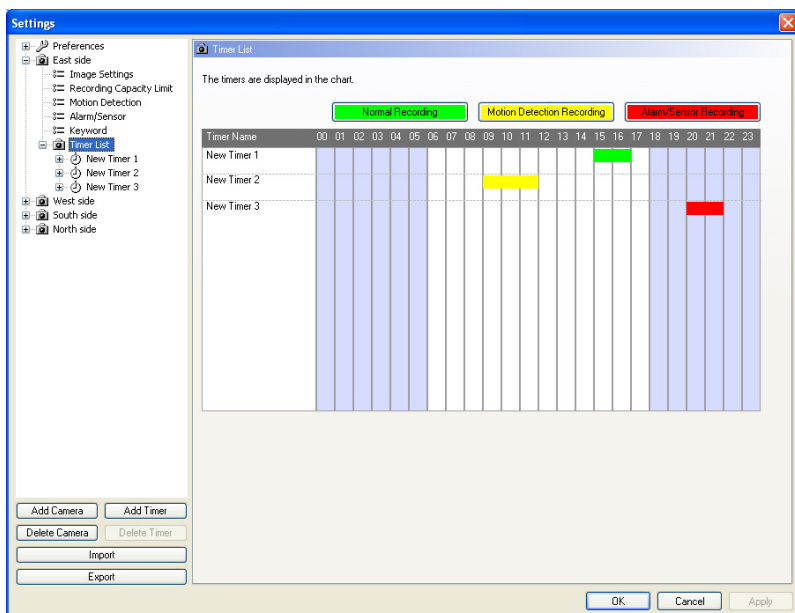 Settings
Preferences
East side
Image Settings
Recording Capacity Limit
Motion Detection
Alarm/Sensor
Keyword
Timer List
New Timer 1
New Timer 2
New Timer 3
West side
South side
North side
Add Camera Add Timer
Delete Camera Delete Timer
Import
Export
Timer List
The timers are displayed in the chart.
Normal Recording Motion Detection Recording Alarm/Sensor Recording
Timer Name 00 01 02 03 04 05 06 07 08 09 10 11 12 13 14 15 16 17 18 19 20 21 22 23
New Timer 1
New Timer 2
New Timer 3
OK Cancel Apply